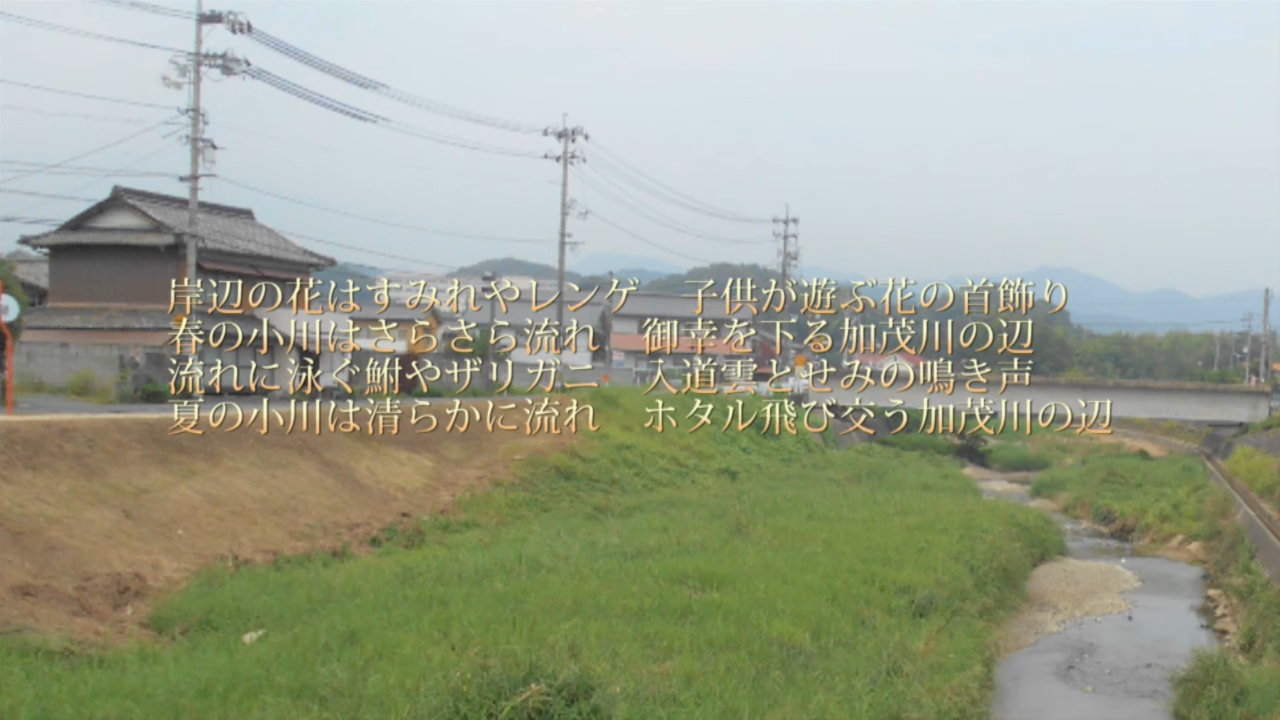 岸辺の花はすみれやレンゲ　子供が遊ぶ花の首飾り
春の小川はさらさら流れ　御幸を下る加茂川の辺
流れに泳ぐ鮒やザリガニ　入道雲とせみの鳴き声
夏の小川は清らかに流れ　ホタル飛び交う加茂川の辺